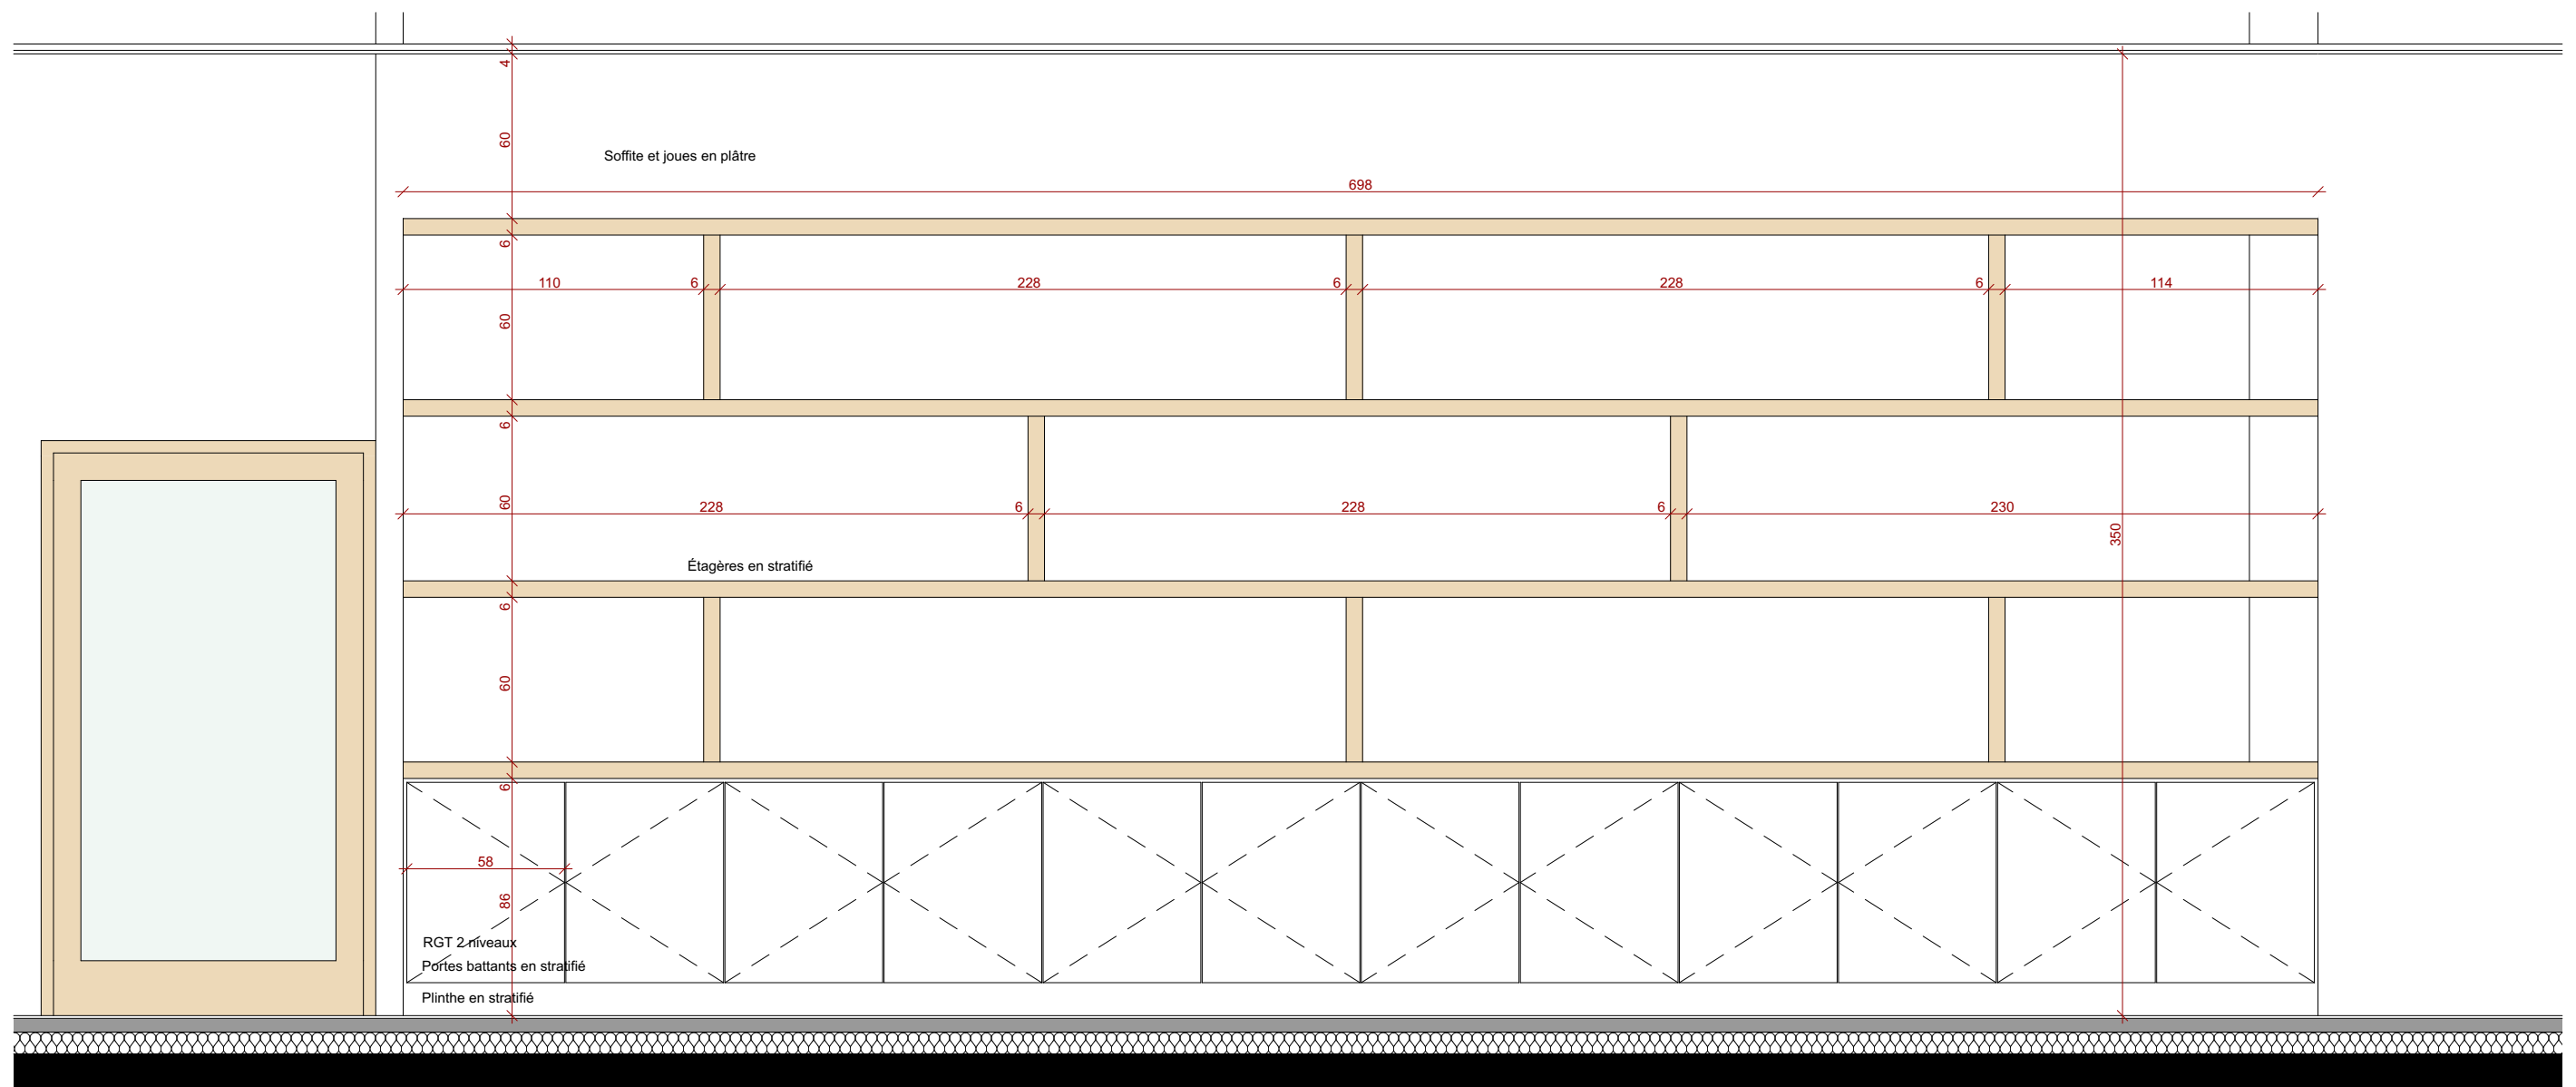 4
60
Soffite et joues en plâtre
698
6
110 6 228 6 228 6 114
60
6
60
228 6 228 6 230
350
Étagères en stratifié
6
60
6
58
86
RGT 2 niveaux
Portes battants en stratifié
Plinthe en stratifié